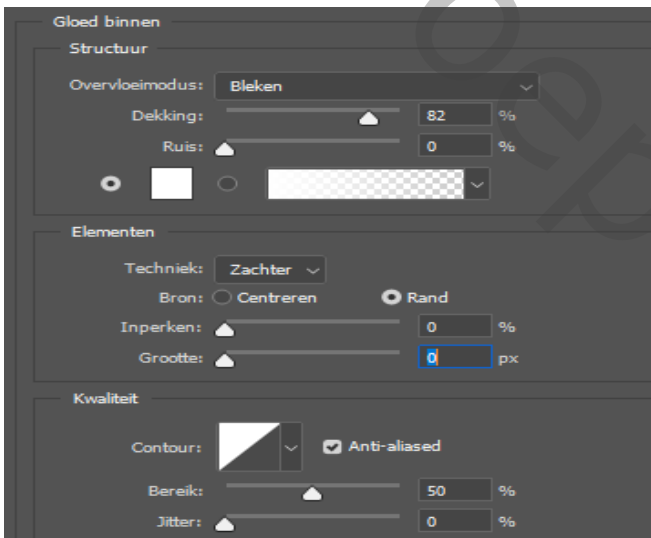 Gloed binnen
Structuur
Overvloeimodus: Bleken
Dekking: 82 %
Ruis: 0 %
Elementen
Techniek: Zachter
Bron: Centreren Rand
Inperken: 0 %
Grootte: 0 px
Kwaliteit
Contour: Anti-aliased
Bereik: 50 %
Jitter: 0 %